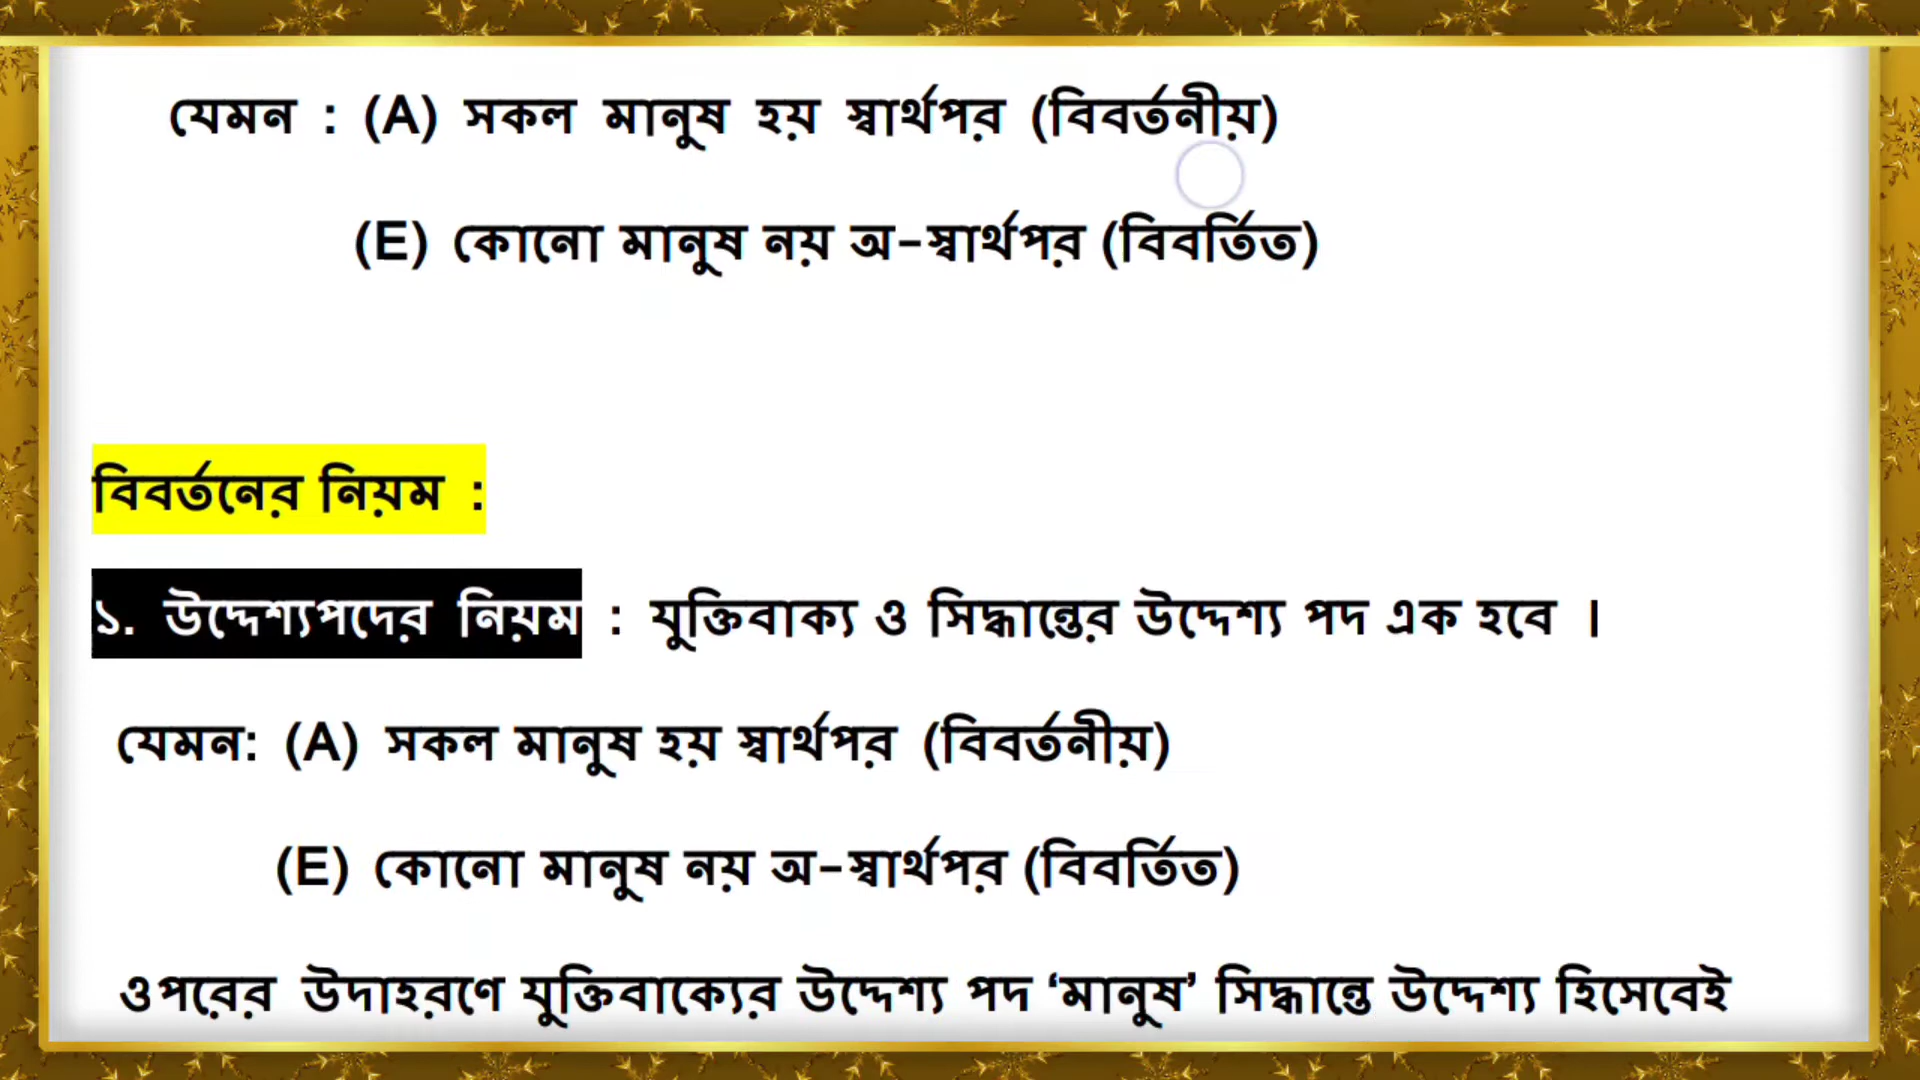 যেমন : (A) সকল মানুষ হয় স্বার্থপর (বিবর্তনীয়)
(E) কোনো মানুষ নয় অ-স্বার্থপর (বিবর্তিত)
বিবর্তনের নিয়ম :
১. উদ্দেশ্যপদের নিয়ম : যুক্তিবাক্য ও সিদ্ধান্তের উদ্দেশ্য পদ এক হবে ।
যেমন: (A) সকল মানুষ হয় স্বার্থপর (বিবর্তনীয়)
(E) কোনো মানুষ নয় অ-স্বার্থপর (বিবর্তিত)
ওপরের উদাহরণে যুক্তিবাক্যের উদ্দেশ্য পদ ‘মানুষ’ সিদ্ধান্তে উদ্দেশ্য হিসেবেই